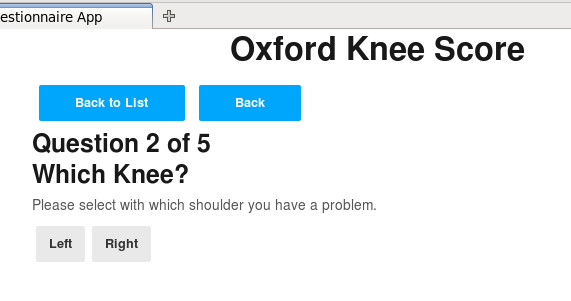 estionnaire App
Oxford Knee Score
Back to List
Back
Question 2 of 5
Which Knee?
Please select with which shoulder you have a problem.
Left
Right